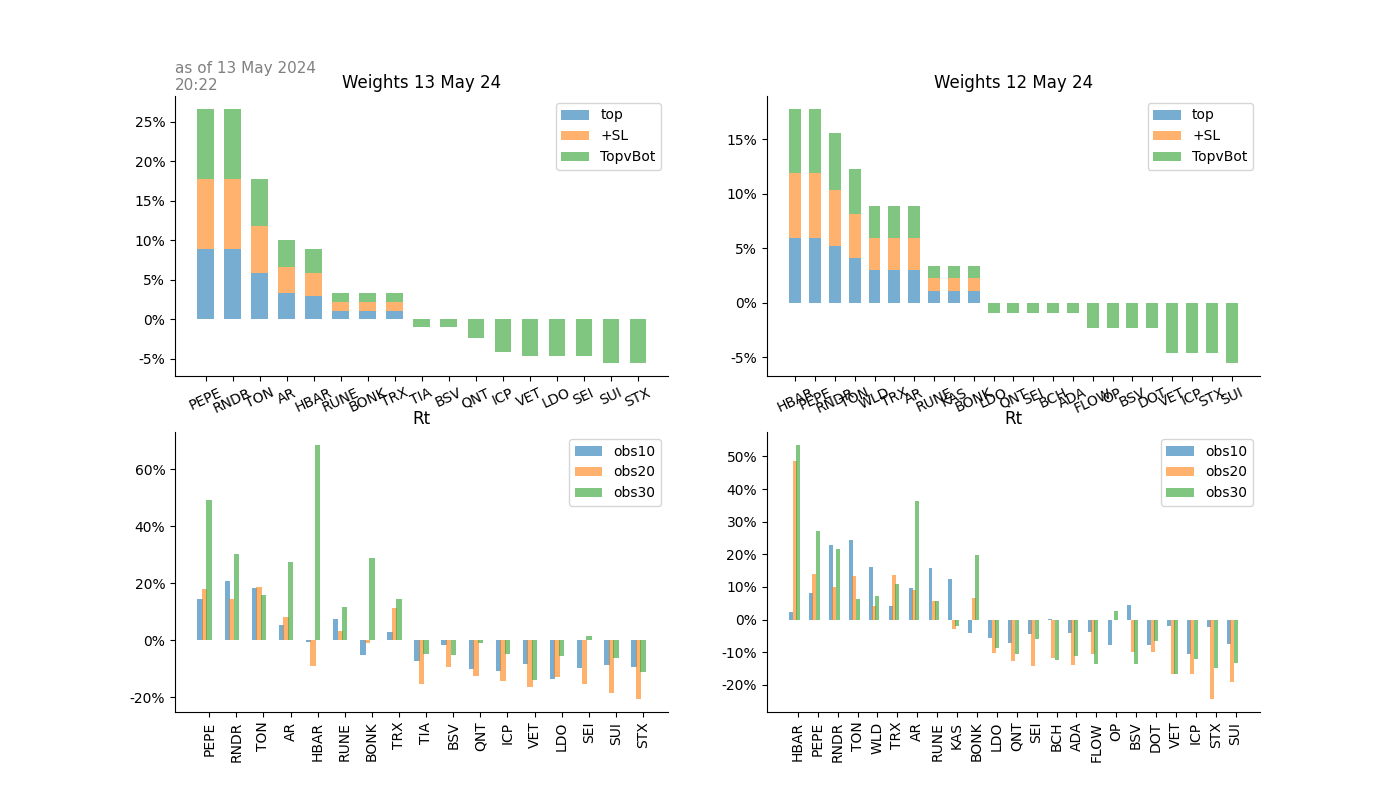 as of 13 May 2024
20:22
Weights 13 May 24
25%
20%
15%
10%
5%
0%
-5%
top
+SL
TopvBot
PEPE RNDR TON AR HBAR RUNE BONK TRX TIA BSV QNT ICP VET LDO SEI SUI STX
Weights 12 May 24
15%
10%
5%
0%
-5%
top
+SL
TopvBot
HBAR PEPE RNDR TON WLD TRX AR RUNE KAS BONK LDO QNT SEI BCH ADA FLOW OP BSV DOT VET ICP STX SUI
Rt
60%
40%
20%
0%
-20%
obs10
obs20
obs30
PEPE RNDR TON AR HBAR RUNE BONK TRX TIA BSV QNT ICP VET LDO SEI SUI STX
Rt
50%
40%
30%
20%
10%
0%
-10%
-20%
obs10
obs20
obs30
HBAR PEPE RNDR TON WLD TRX AR RUNE KAS BONK LDO QNT SEI BCH ADA FLOW OP BSV DOT VET ICP STX SUI